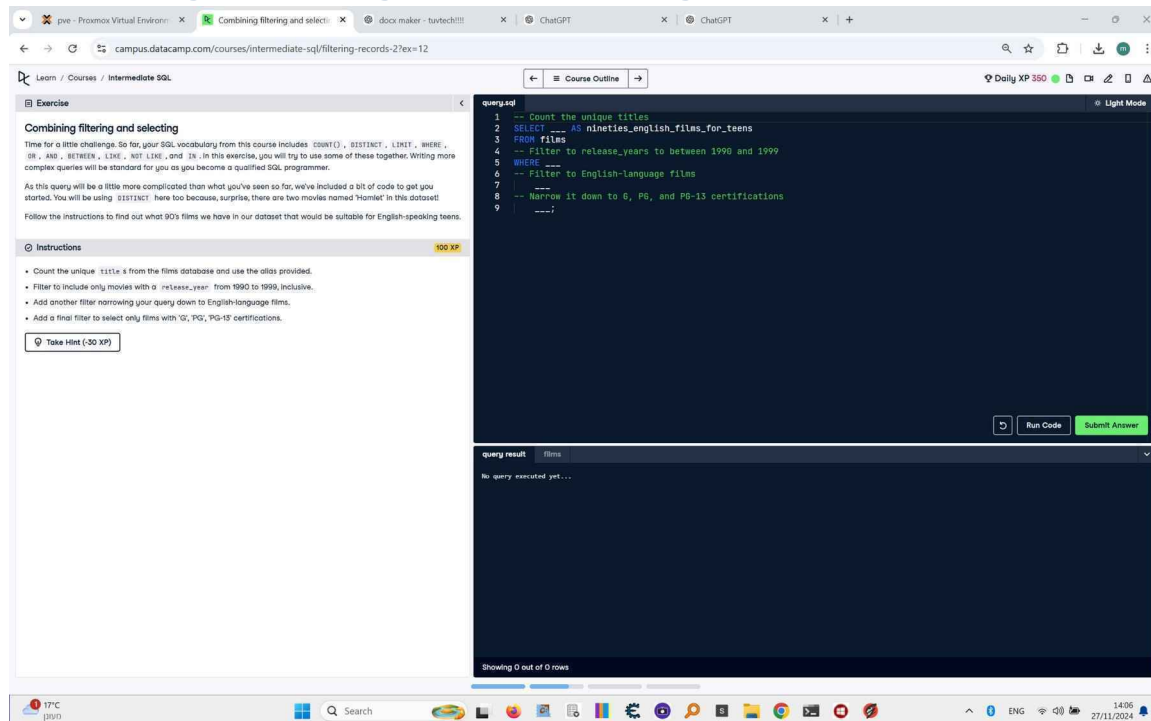 pve - Proxmox Virtual Environm
Combining filtering and selecti
docx maker - tuvtech!!!!
ChatGPT
ChatGPT
campus.datacamp.com/courses/intermediate-sql/filtering-records-2?ex=12
Learn / Courses / Intermediate SQL
Course Outline
Daily XP 350
Exercise
Combining filtering and selecting
Time for a little challenge. So far, your SQL vocabulary from this course includes COUNT(), DISTINCT, LIMIT, WHERE,
OR, AND, BETWEEN, LIKE, NOT LIKE, and IN. In this exercise, you will try to use some of these together. Writing more
complex queries will be standard for you as you become a qualified SQL programmer.
As this query will be a little more complicated than what you've seen so far, we've included a bit of code to get you
started. You will be using DISTINCT here too because, surprise, there are two movies named 'Hamlet' in this dataset!
Follow the instructions to find out what 90's films we have in our dataset that would be suitable for English-speaking teens.
Instructions
100 XP
• Count the unique title s from the films database and use the alias provided.
• Filter to include only movies with a release_year from 1990 to 1999, inclusive.
• Add another filter narrowing your query down to English-language films.
• Add a final filter to select only films with 'G', 'PG', 'PG-13' certifications.
Take Hint (-30 XP)
query.sql
Light Mode
1 -- Count the unique titles
2 SELECT ___ AS nineties_english_films_for_teens
3 FROM films
4 -- Filter to release_years to between 1990 and 1999
5 WHERE ___
6 -- Filter to English-language films
7 ___
8 -- Narrow it down to G, PG, and PG-13 certifications
9 ___;
Run Code
Submit Answer
query result
films
No query executed yet...
Showing 0 out of 0 rows
17°C
Search
ENG
14:06
27/11/2024